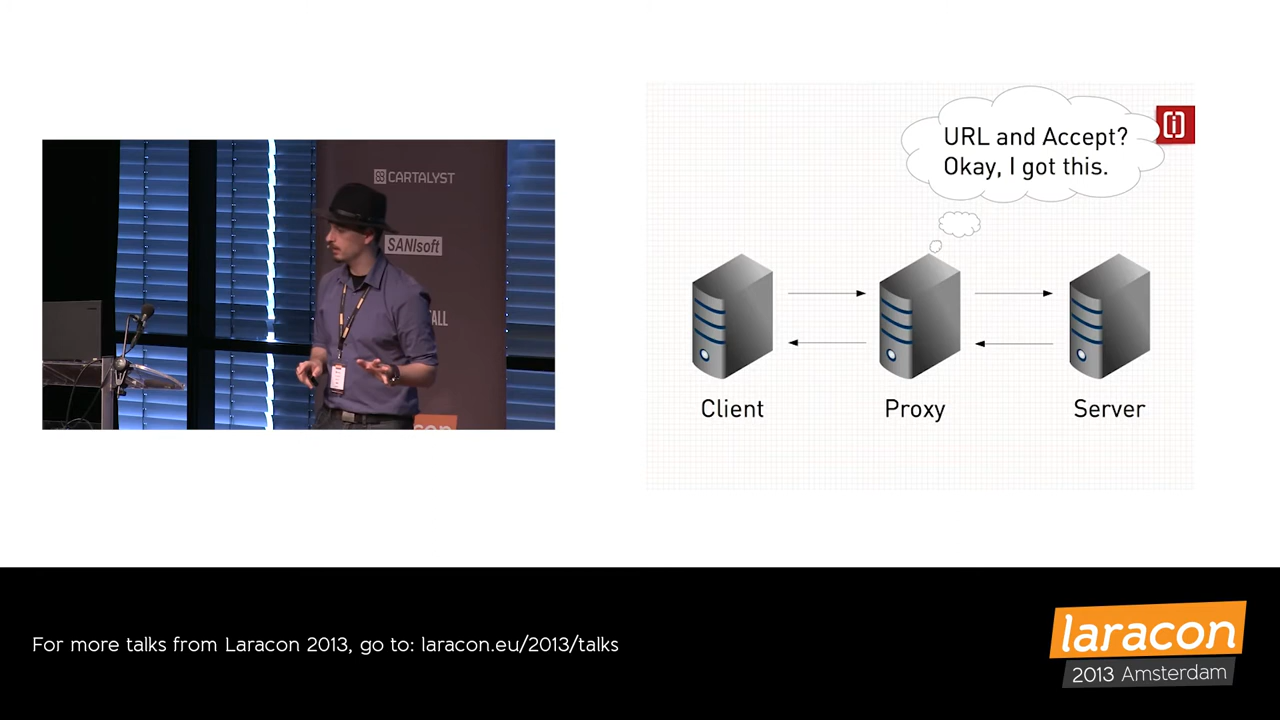 CARTALYST
SANIsoft
ALL
con
URL and Accept?
Okay, I got this.
Client
Proxy
Server
For more talks from Laracon 2013, go to: laracon.eu/2013/talks
laracon
2013 Amsterdam